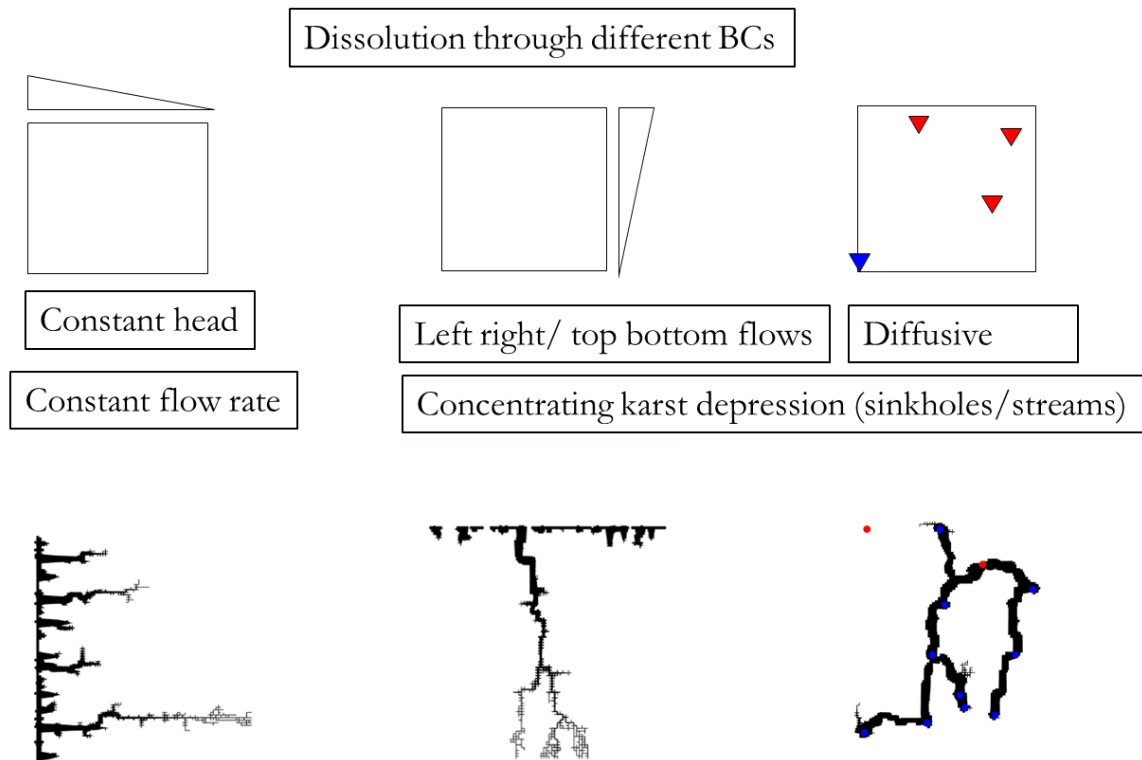 Dissolution through different BCs
Constant head
Left right/ top bottom flows
Diffusive
Constant flow rate
Concentrating karst depression (sinkholes/streams)